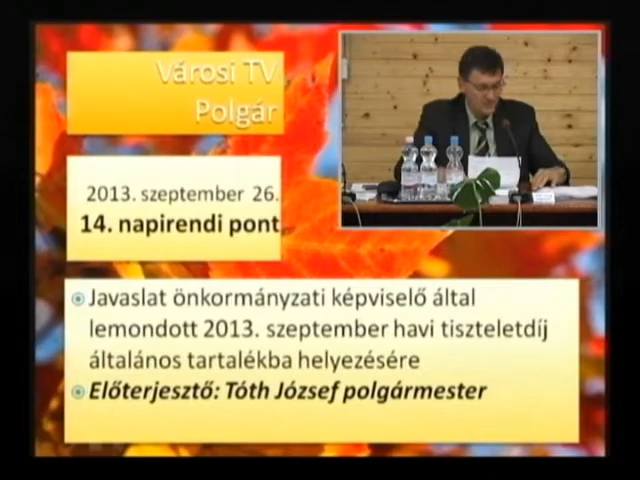 Városi TV
Polgár
2013. szeptember 26.
14. napirendi pont
Javaslat önkormányzati képviselő által
lemondott 2013. szeptember havi tiszteletdíj
általános tartalékba helyezésére
Előterjesztő: Tóth József polgármester